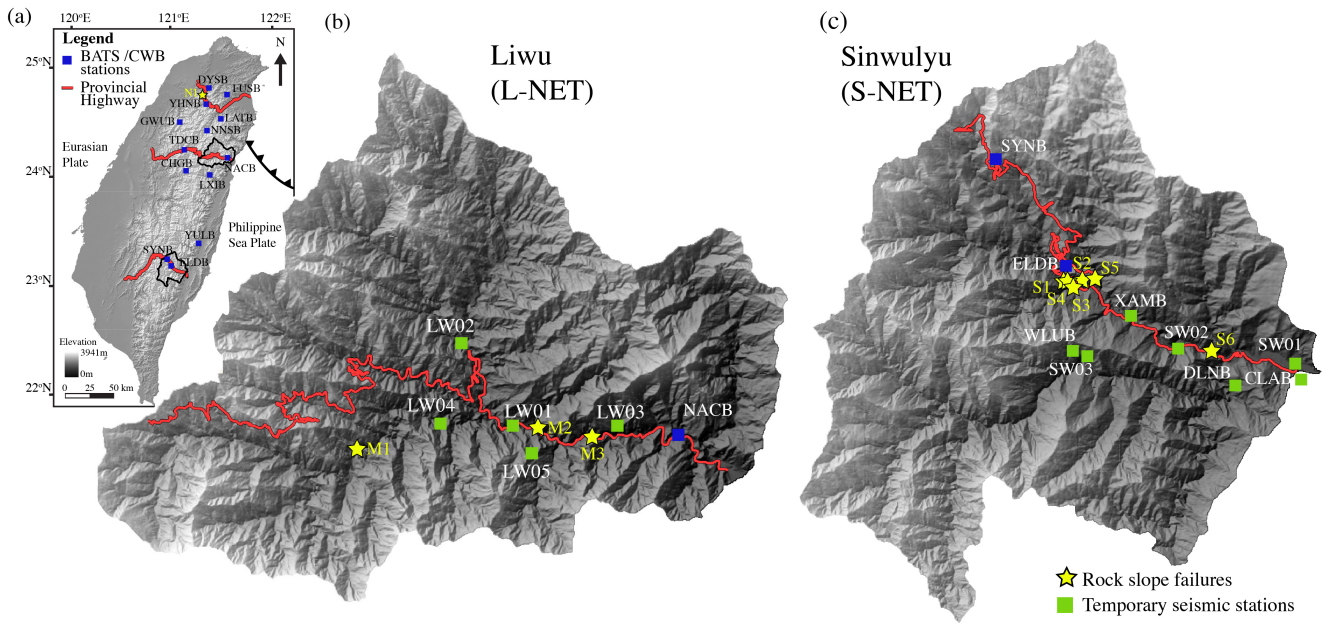 (a)
120°E
121°E
122°E
25°N
24°N
23°N
22°N
Legend
BATS /CWB
stations
Provincial
Highway
N
DYSB
YHNB
LATB
GWUB
NNSB
TDCB
NACB
CHGB
LXIB
YULB
SYNB
ELDB
Eurasian
Plate
Philippine
Sea Plate
Elevation
3941m
0m
0 25 50 km
(b)
Liwu
(L-NET)
LW02
LW04
LW01
M2
LW03
NACB
M1
M3
LW05
(c)
Sinwulyu
(S-NET)
SYNB
ELDB
S2
S5
S1
S4
S3
XAMB
WLUB
SW02
S6
SW01
SW03
DLNB
CLAB
Rock slope failures
Temporary seismic stations